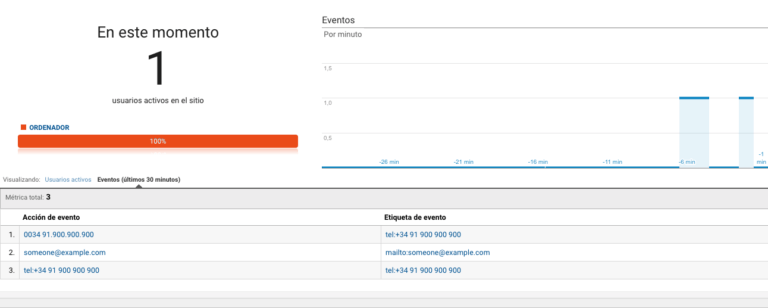 En este momento
1
usuarios activos en el sitio
ORDENADOR
100%
Eventos
Por minuto
1,5
1,0
0,5
-26 min
-21 min
-16 min
-11 min
-6 min
-1
min
Visualizando: Usuarios activos Eventos (últimos 30 minutos)
Métrica total: 3
Acción de evento Etiqueta de evento
1. 0034 91.900.900.900 tel:+34 91 900 900 900
2. someone@example.com mailto:someone@example.com
3. tel:+34 91 900 900 900 tel:+34 91 900 900 900